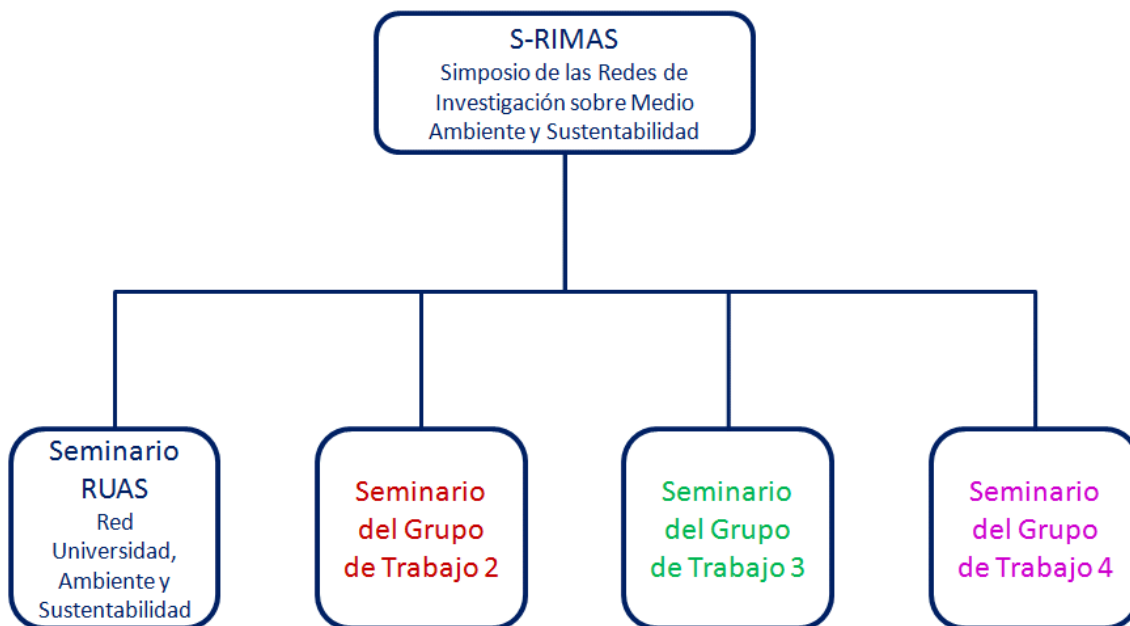 S-RIMAS
Simposio de las Redes de
Investigación sobre Medio
Ambiente y Sustentabilidad
Seminario
RUAS
Red
Universidad,
Ambiente y
Sustentabilidad
Seminario
del Grupo
de Trabajo 2
Seminario
del Grupo
de Trabajo 3
Seminario
del Grupo
de Trabajo 4